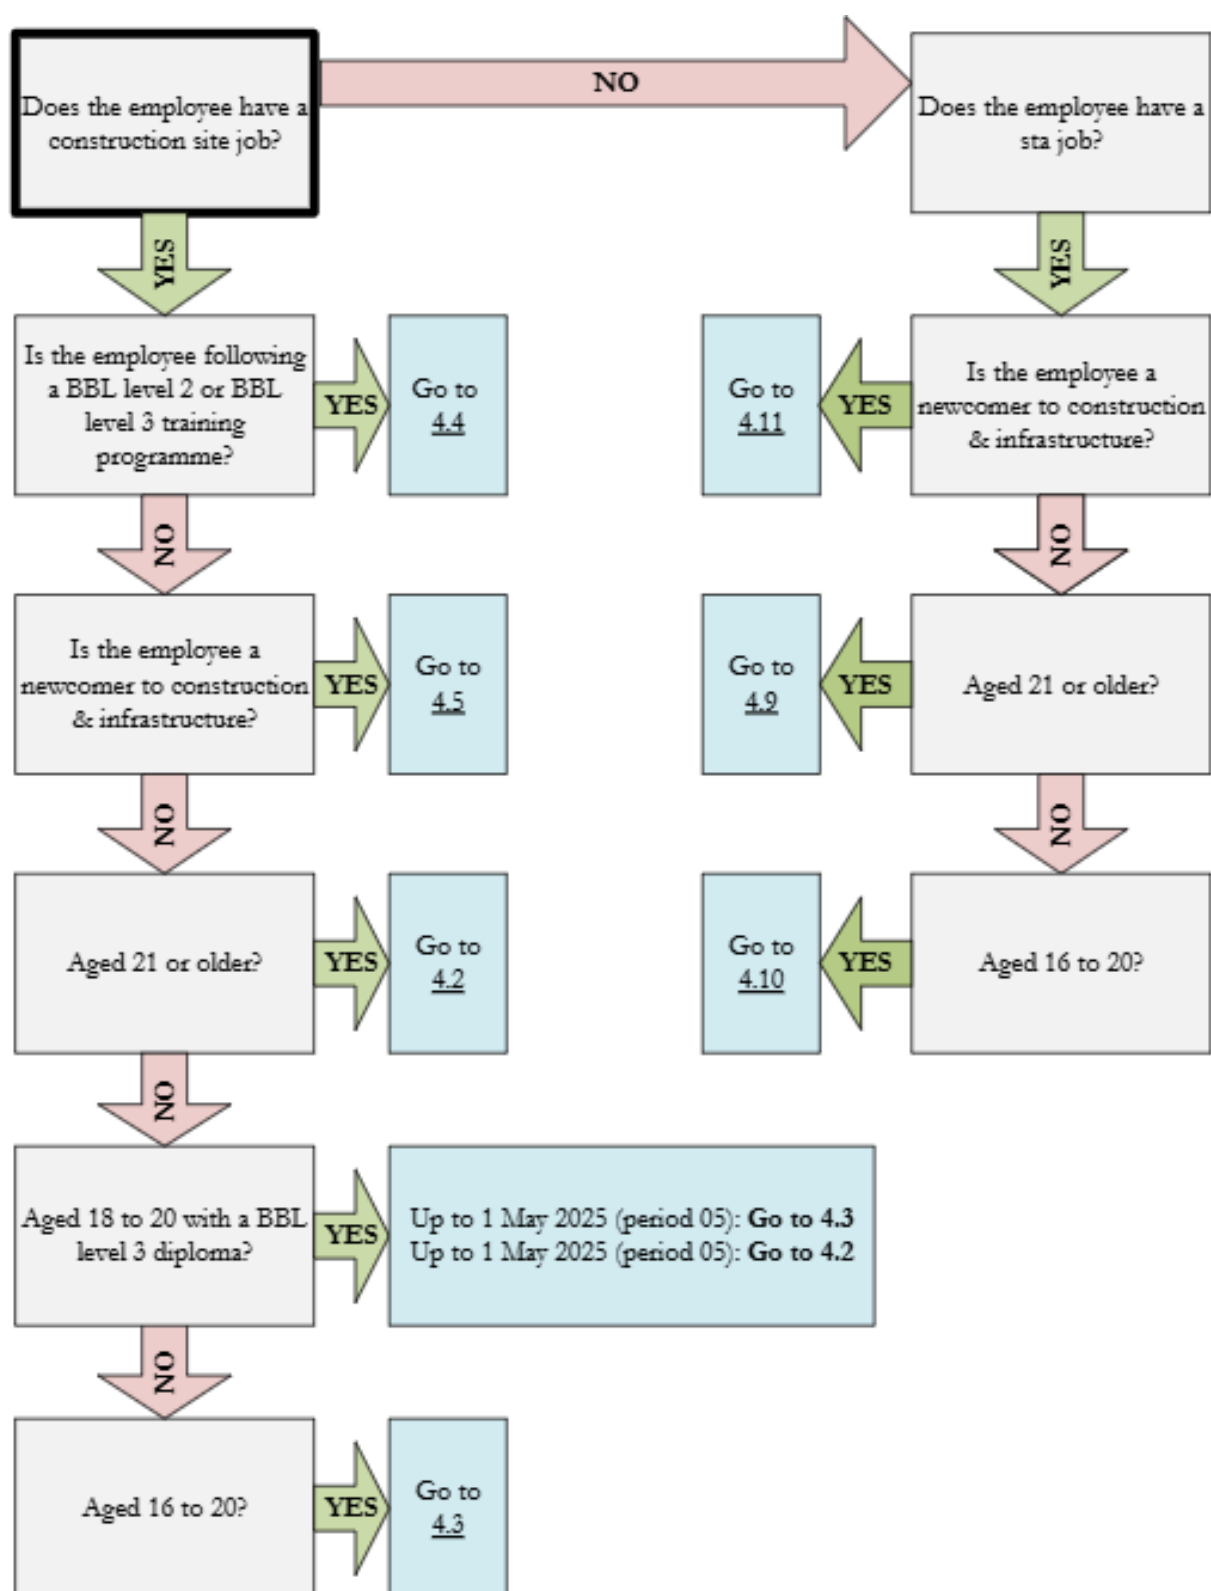 Does the employee have a
construction site job?
NO
Does the employee have a
sta job?
YES
YES
Is the employee following
a BBL level 2 or BBL
level 3 training
programme?
YES
Go to
4.4
Go to
4.11
YES
Is the employee a
newcomer to construction
& infrastructure?
NO
NO
Is the employee a
newcomer to construction
& infrastructure?
YES
Go to
4.5
Go to
4.9
YES
Aged 21 or older?
NO
NO
Aged 21 or older?
YES
Go to
4.2
Go to
4.10
YES
Aged 16 to 20?
NO
Aged 18 to 20 with a BBL
level 3 diploma?
YES
Up to 1 May 2025 (period 05): Go to 4.3
Up to 1 May 2025 (period 05): Go to 4.2
NO
Aged 16 to 20?
YES
Go to
4.3